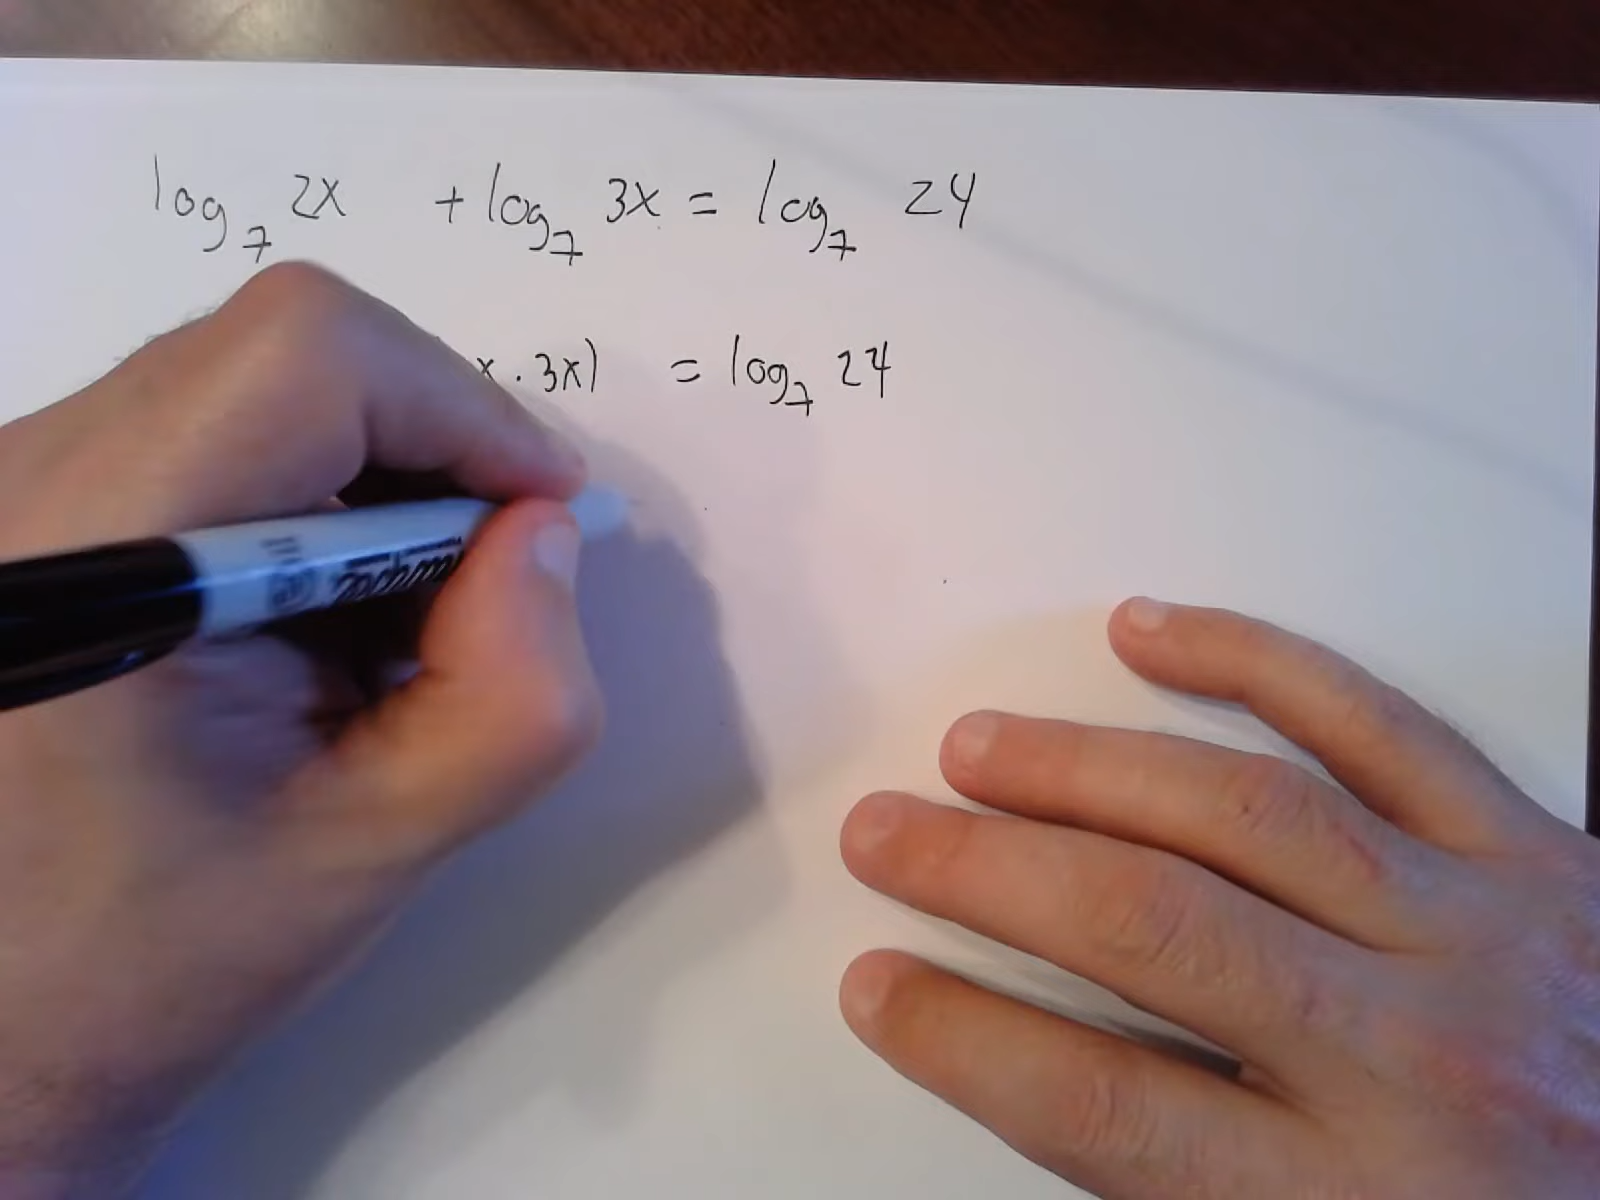 log₇ 2x + log₇ 3x = log₇ 24
x · 3x) = log₇ 24